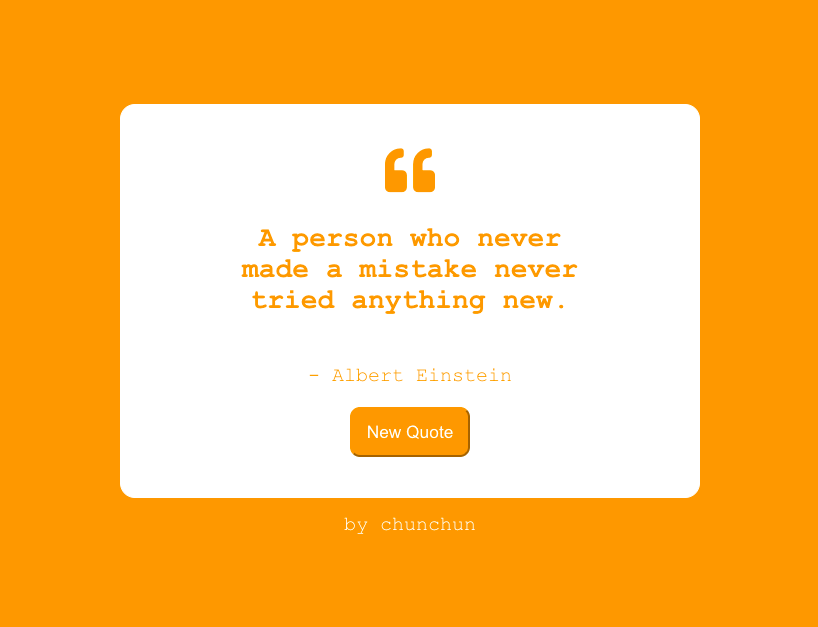 “
A person who never
made a mistake never
tried anything new.
- Albert Einstein
New Quote
by chunchun